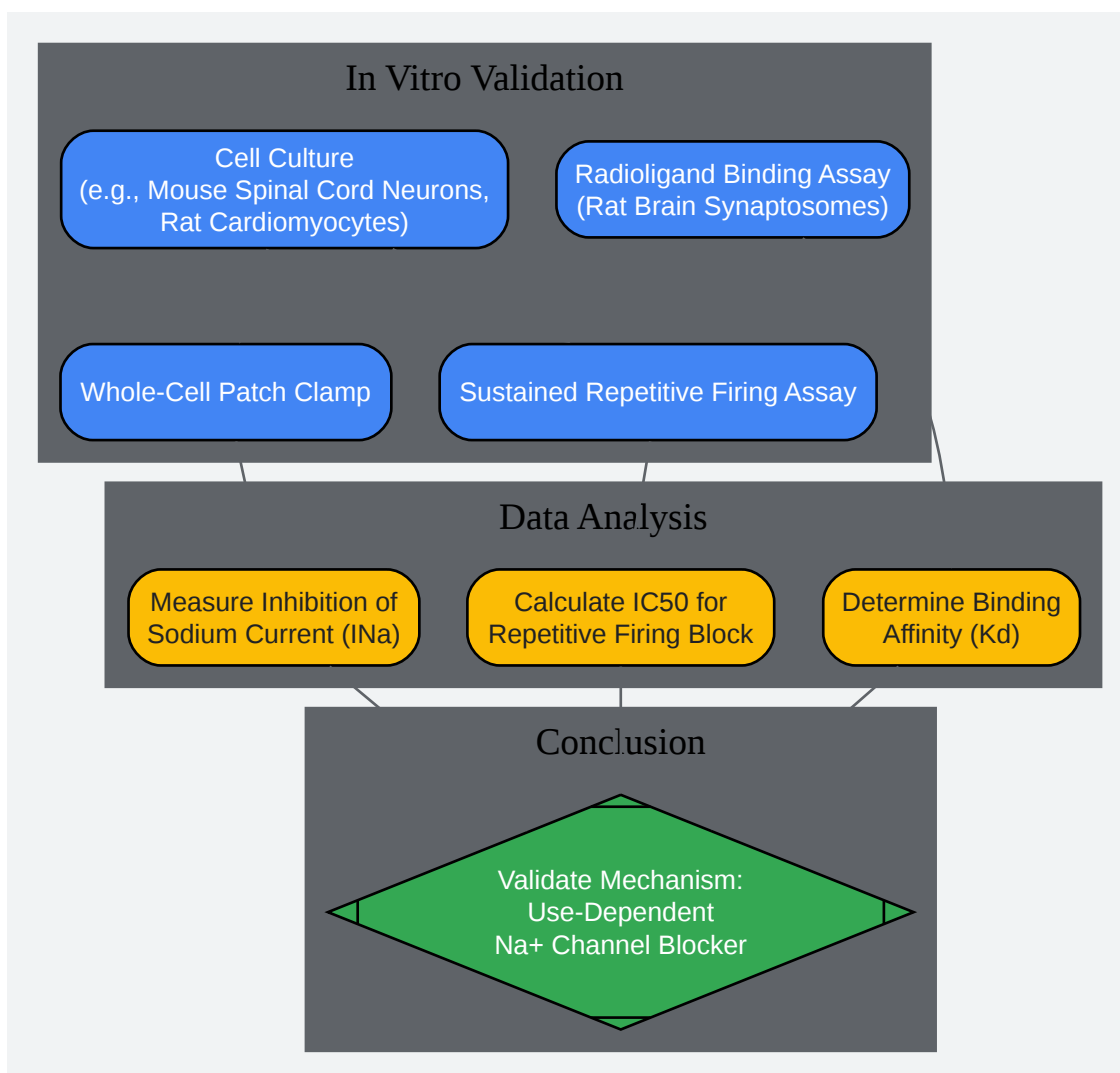 In Vitro Validation
Cell Culture
(e.g., Mouse Spinal Cord Neurons,
Rat Cardiomyocytes)
Radioligand Binding Assay
(Rat Brain Synaptosomes)
Whole-Cell Patch Clamp
Sustained Repetitive Firing Assay
Data Analysis
Measure Inhibition of
Sodium Current (INa)
Calculate IC50 for
Repetitive Firing Block
Determine Binding
Affinity (Kd)
Conclusion
Validate Mechanism:
Use-Dependent
Na+ Channel Blocker